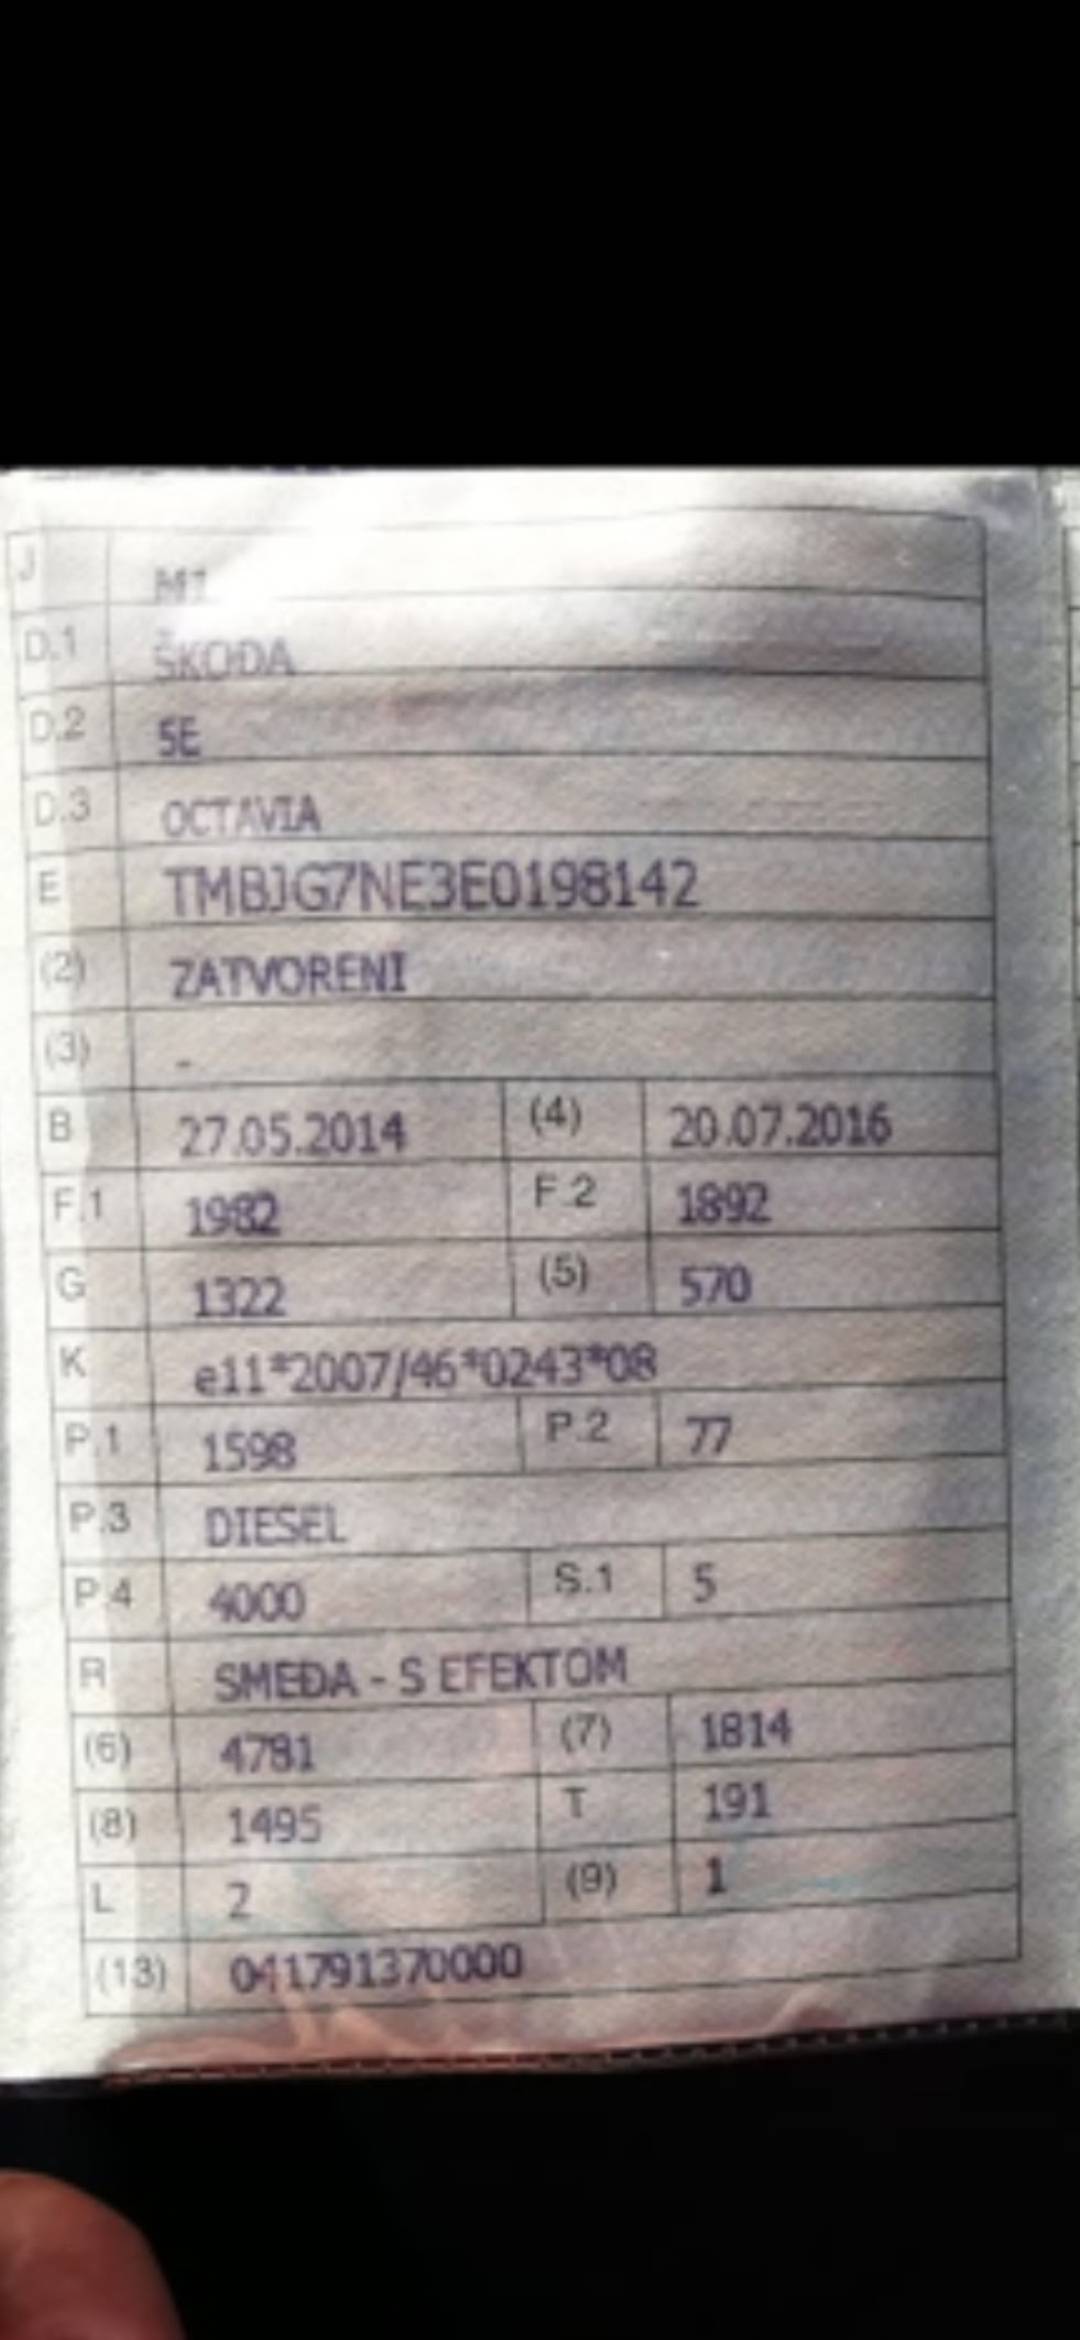 J M1
D.1 ŠKODA
D.2 5E
D.3 OCTAVIA
E TMBJG7NE3E0198142
(2) ZATVORENI
(3) -
B 27.05.2014 (4) 20.07.2016
F.1 1982 F.2 1892
G 1322 (5) 570
K e11*2007/46*0243*08
P.1 1598 P.2 77
P.3 DIESEL
P.4 4000 S.1 5
R SMEĐA - S EFEKTOM
(6) 4781 (7) 1814
(8) 1495 T 191
L 2 (9) 1
(13) 041791370000